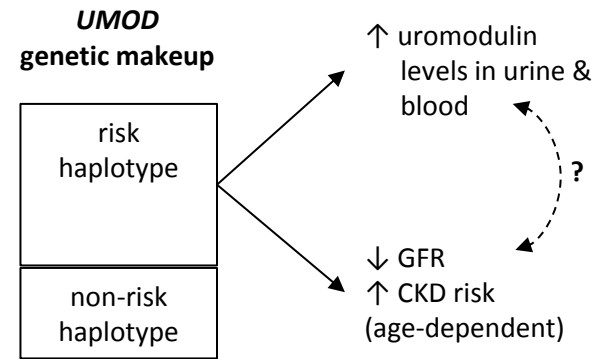 UMOD
genetic makeup
risk
haplotype
non-risk
haplotype
↑ uromodulin
levels in urine &
blood
?
↓ GFR
↑ CKD risk
(age-dependent)